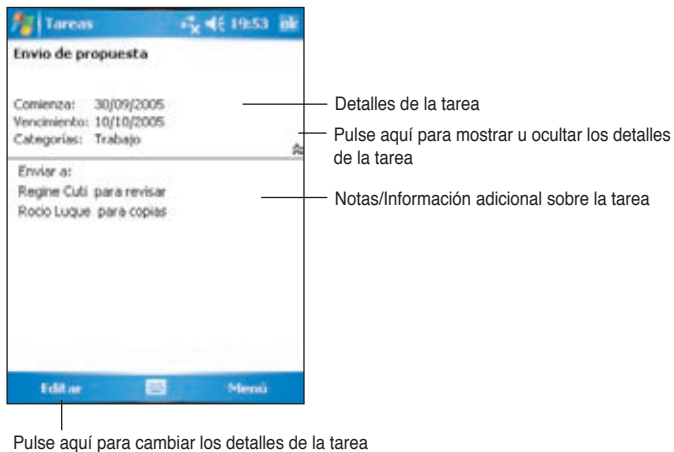 Tareas 19:53 ok
Envio de propuesta
Comienza: 30/09/2005
Vencimiento: 10/10/2005
Categorías: Trabajo
Enviar a:
Regine Cuti para revisar
Rocio Luque para copias
Editar Menú
Detalles de la tarea
Pulse aquí para mostrar u ocultar los detalles
de la tarea
Notas/Información adicional sobre la tarea
Pulse aquí para cambiar los detalles de la tarea